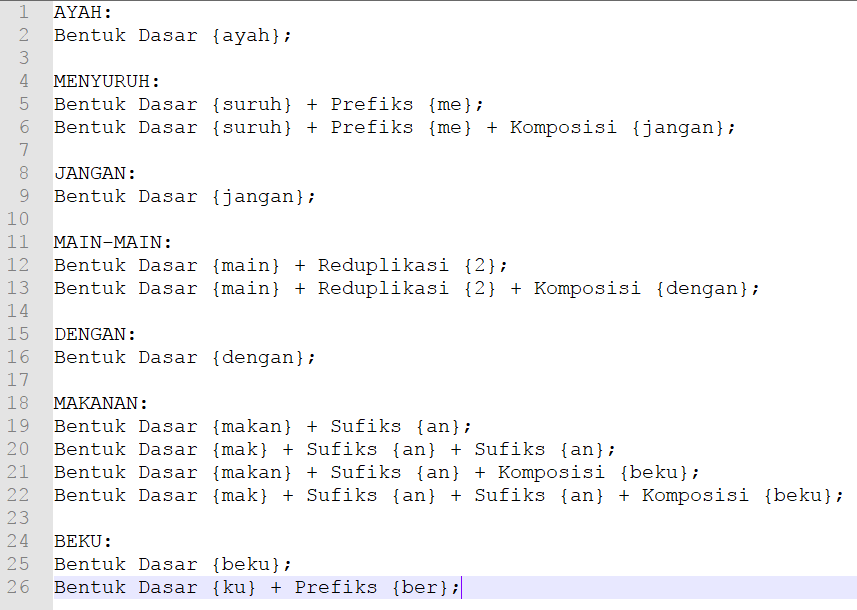 1 AYAH:
2 Bentuk Dasar {ayah};
3
4 MENYURUH:
5 Bentuk Dasar {suruh} + Prefiks {me};
6 Bentuk Dasar {suruh} + Prefiks {me} + Komposisi {jangan};
7
8 JANGAN:
9 Bentuk Dasar {jangan};
10
11 MAIN-MAIN:
12 Bentuk Dasar {main} + Reduplikasi {2};
13 Bentuk Dasar {main} + Reduplikasi {2} + Komposisi {dengan};
14
15 DENGAN:
16 Bentuk Dasar {dengan};
17
18 MAKANAN:
19 Bentuk Dasar {makan} + Sufiks {an};
20 Bentuk Dasar {mak} + Sufiks {an} + Sufiks {an};
21 Bentuk Dasar {makan} + Sufiks {an} + Komposisi {beku};
22 Bentuk Dasar {mak} + Sufiks {an} + Sufiks {an} + Komposisi {beku};
23
24 BEKU:
25 Bentuk Dasar {beku};
26 Bentuk Dasar {ku} + Prefiks {ber};